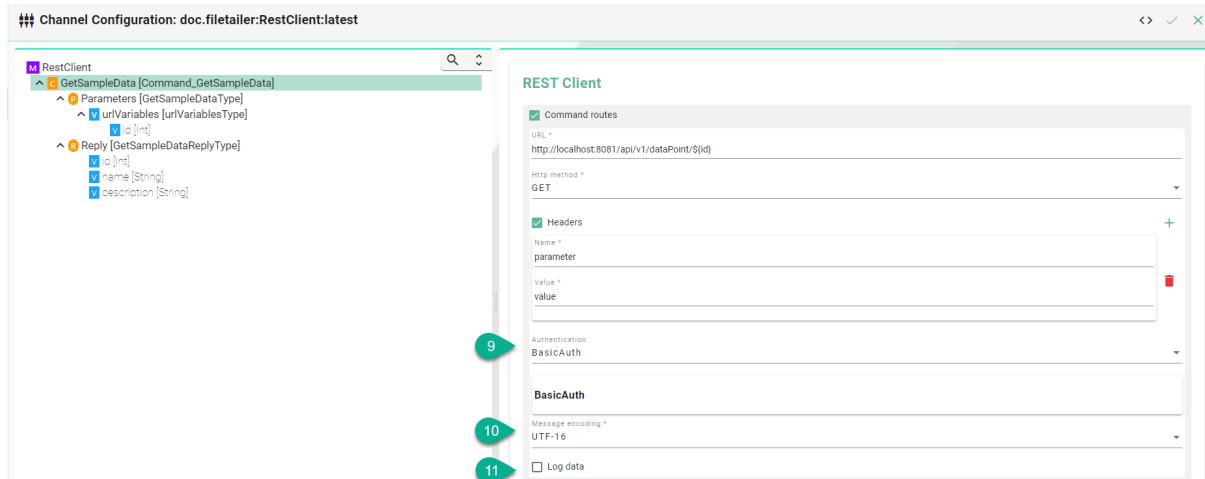 Channel Configuration: doc.filetailer:RestClient:latest
M RestClient
C GetSampleData [Command_GetSampleData]
P Parameters [GetSampleDataType]
V urlVariables [urlVariablesType]
V id [Int]
R Reply [GetSampleDataReplyType]
V id [Int]
V name [String]
V description [String]
REST Client
Command routes
URL *
http://localhost:8081/api/v1/dataPoint/${id}
Http method *
GET
Headers
Name *
parameter
Value *
value
9
Authentication
BasicAuth
BasicAuth
10
Message encoding *
UTF-16
11
Log data